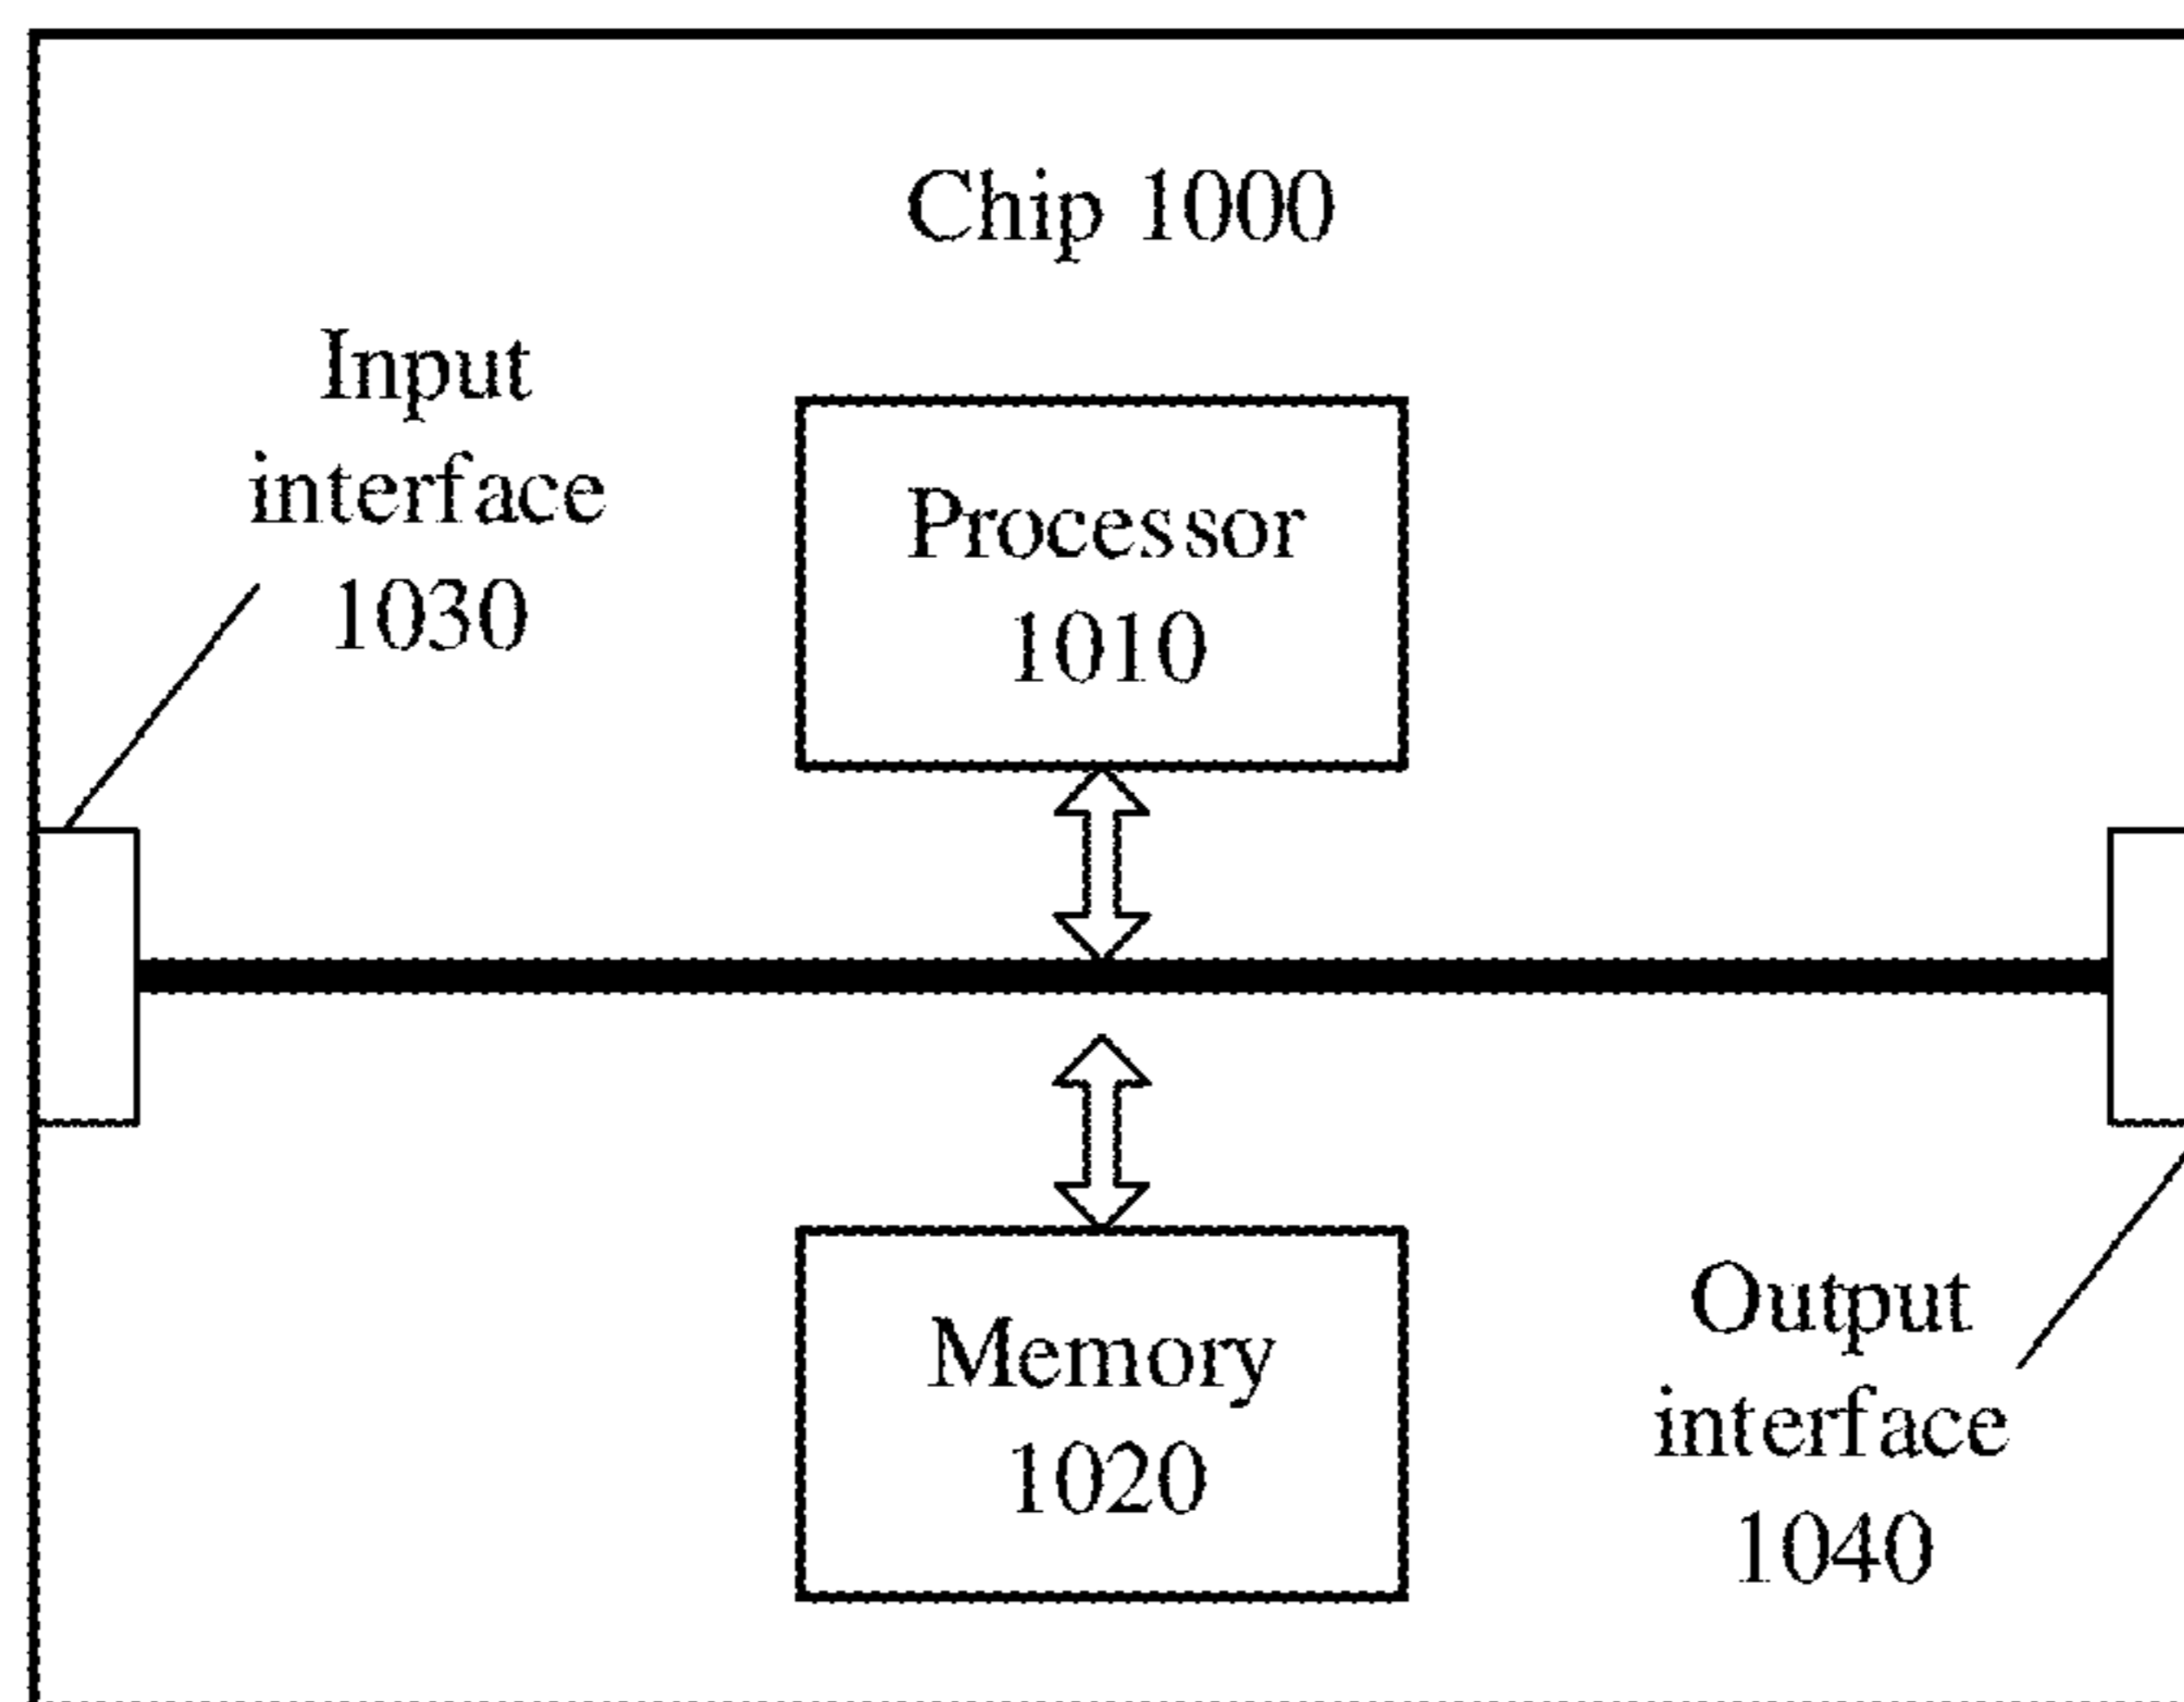 Chip 1000
Input
interface
1030
Processor
1010
Memory
1020
Output
interface
1040